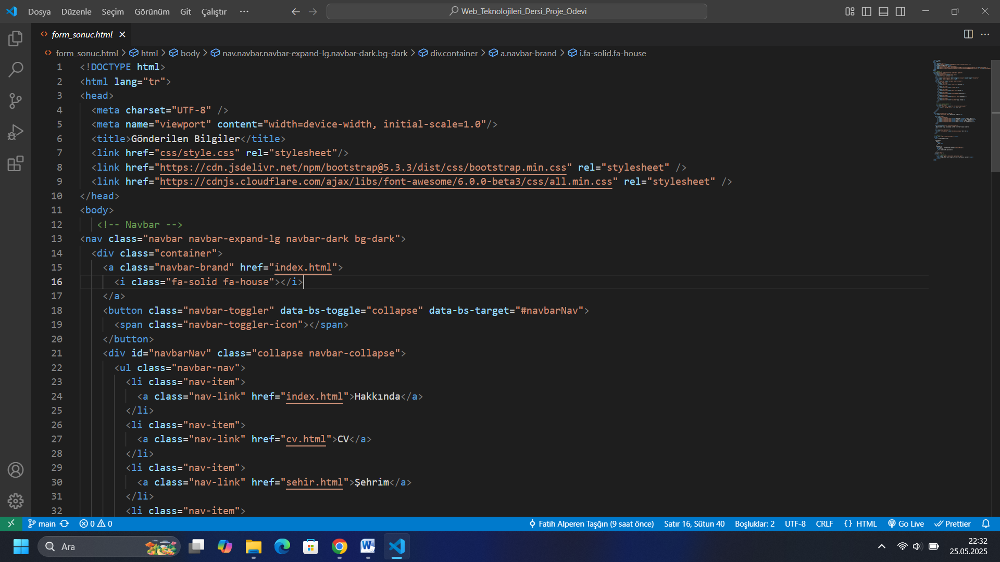 Dosya Düzenle Seçim Görünüm Git Çalıştır ··· Web_Teknolojileri_Dersi_Proje_Odevi
form_sonuc.html
form_sonuc.html > html > body > nav.navbar.navbar-expand-lg.navbar-dark.bg-dark > div.container > a.navbar-brand > i.fa-solid.fa-house
1 <!DOCTYPE html>
2 <html lang="tr">
3 <head>
4 <meta charset="UTF-8" />
5 <meta name="viewport" content="width=device-width, initial-scale=1.0"/>
6 <title>Gönderilen Bilgiler</title>
7 <link href="css/style.css" rel="stylesheet"/>
8 <link href="https://cdn.jsdelivr.net/npm/bootstrap@5.3.3/dist/css/bootstrap.min.css" rel="stylesheet" />
9 <link href="https://cdnjs.cloudflare.com/ajax/libs/font-awesome/6.0.0-beta3/css/all.min.css" rel="stylesheet" />
10 </head>
11 <body>
12 <!-- Navbar -->
13 <nav class="navbar navbar-expand-lg navbar-dark bg-dark">
14 <div class="container">
15 <a class="navbar-brand" href="index.html">
16 <i class="fa-solid fa-house"></i>
17 </a>
18 <button class="navbar-toggler" data-bs-toggle="collapse" data-bs-target="#navbarNav">
19 <span class="navbar-toggler-icon"></span>
20 </button>
21 <div id="navbarNav" class="collapse navbar-collapse">
22 <ul class="navbar-nav">
23 <li class="nav-item">
24 <a class="nav-link" href="index.html">Hakkında</a>
25 </li>
26 <li class="nav-item">
27 <a class="nav-link" href="cv.html">CV</a>
28 </li>
29 <li class="nav-item">
30 <a class="nav-link" href="sehir.html">Şehrim</a>
31 </li>
32 <li class="nav-item">
main 0 0 Fatih Alperen Taşğın (9 saat önce) Satır 16, Sütun 40 Boşluklar: 2 UTF-8 CRLF {} HTML Go Live Prettier
Ara 22:32
25.05.2025